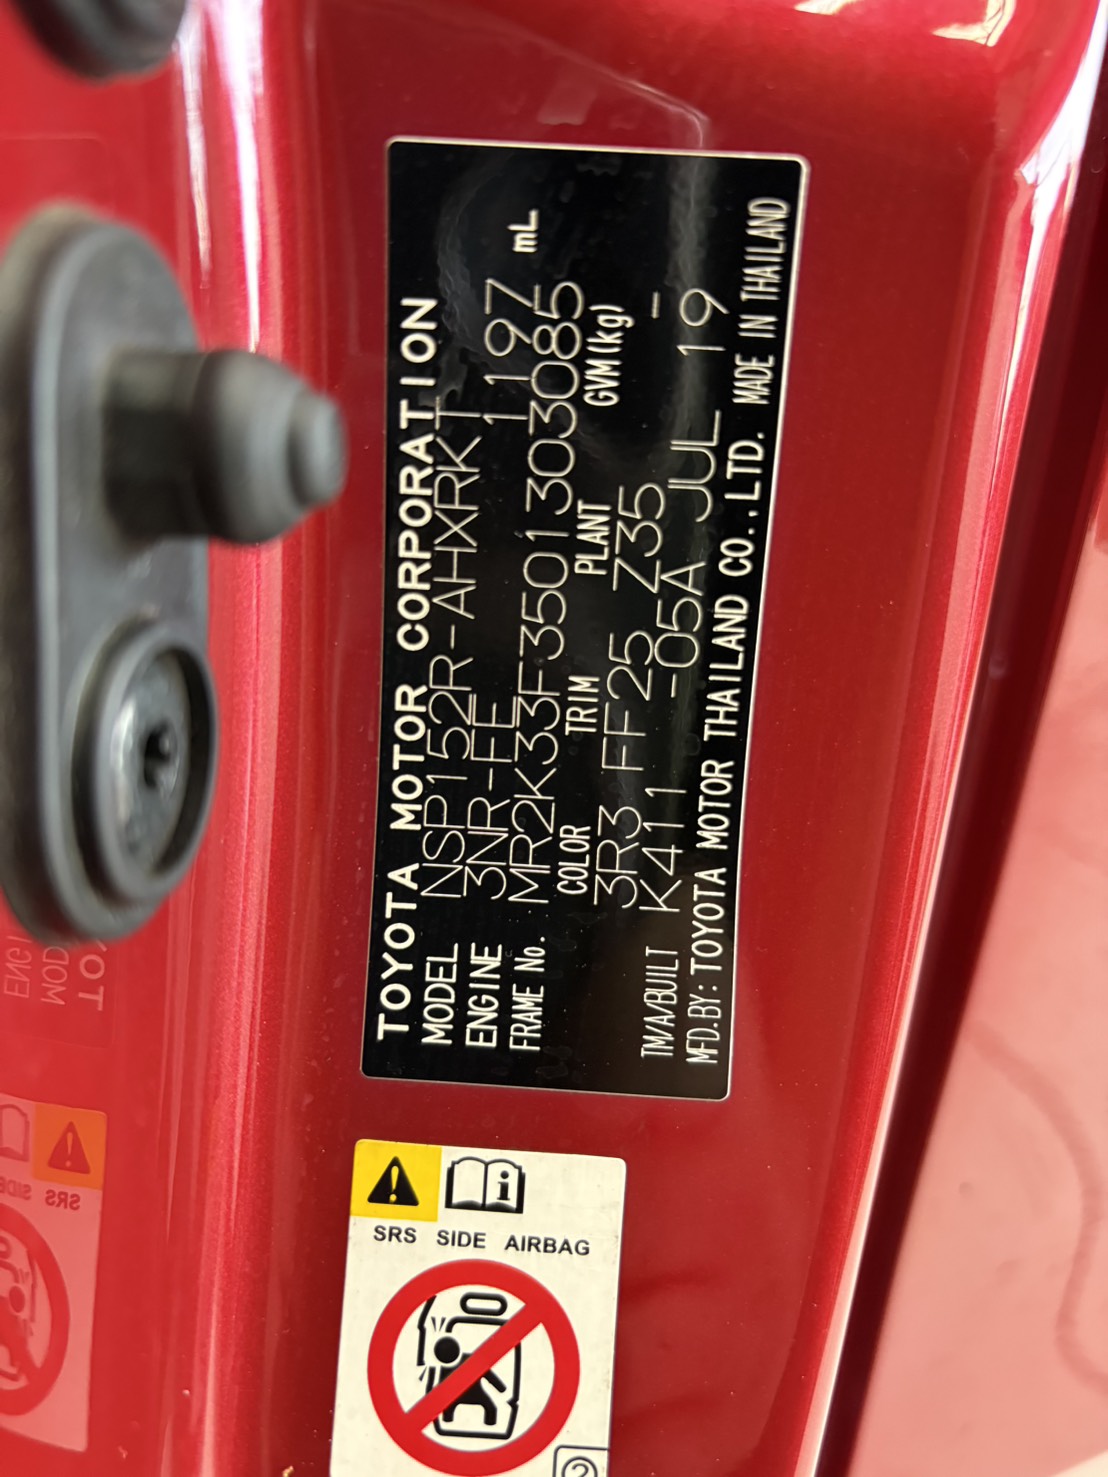 TOYOTA MOTOR CORPORATION
MODEL NSP152R-AHXRKT
ENGINE 3NR-FE 1197 mL
FRAME No. MR2K33F3501303085
COLOR TRIM PLANT GVM(kg)
3R3 FF25 Z35 -
TM/A/BUILT K411 -05A JUL 19
MFD.BY:TOYOTA MOTOR THAILAND CO.,LTD. MADE IN THAILAND
SRS SIDE AIRBAG